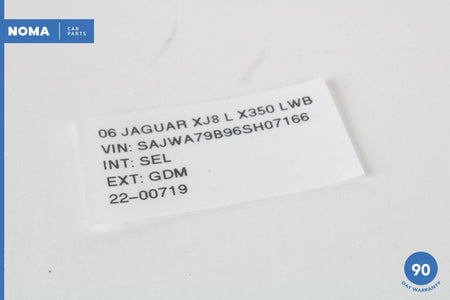 NOMA CAR PARTS
06 JAGUAR XJ8 L X350 LWB
VIN: SAJWA79B96SH07166
INT: SEL
EXT: GDM
22-00719
90
DAY WARRANTY